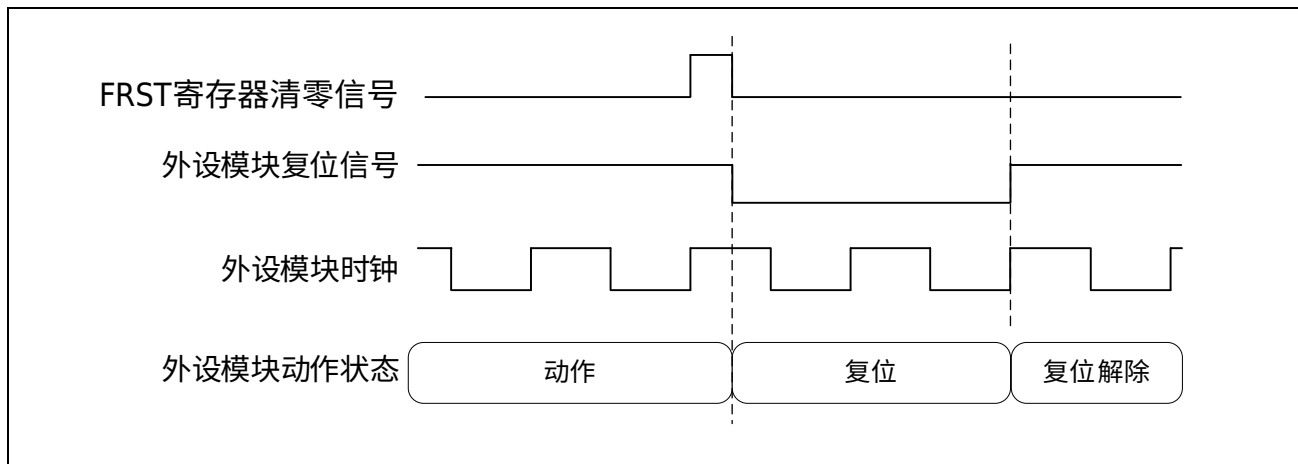 FRST寄存器清零信号
外设模块复位信号
外设模块时钟
外设模块动作状态
动作
复位
复位解除